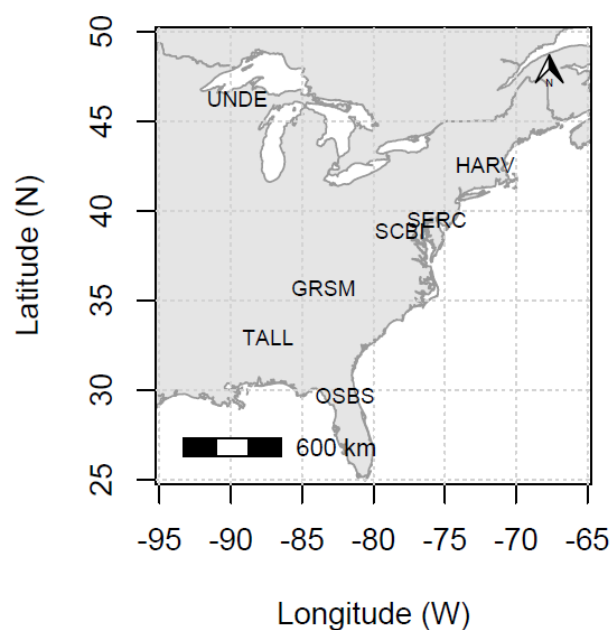 50
45
40
35
30
25
Latitude (N)
N
UNDE
HARV
SERC
SCBI
GRSM
TALL
OSBS
600 km
-95 -90 -85 -80 -75 -70 -65
Longitude (W)